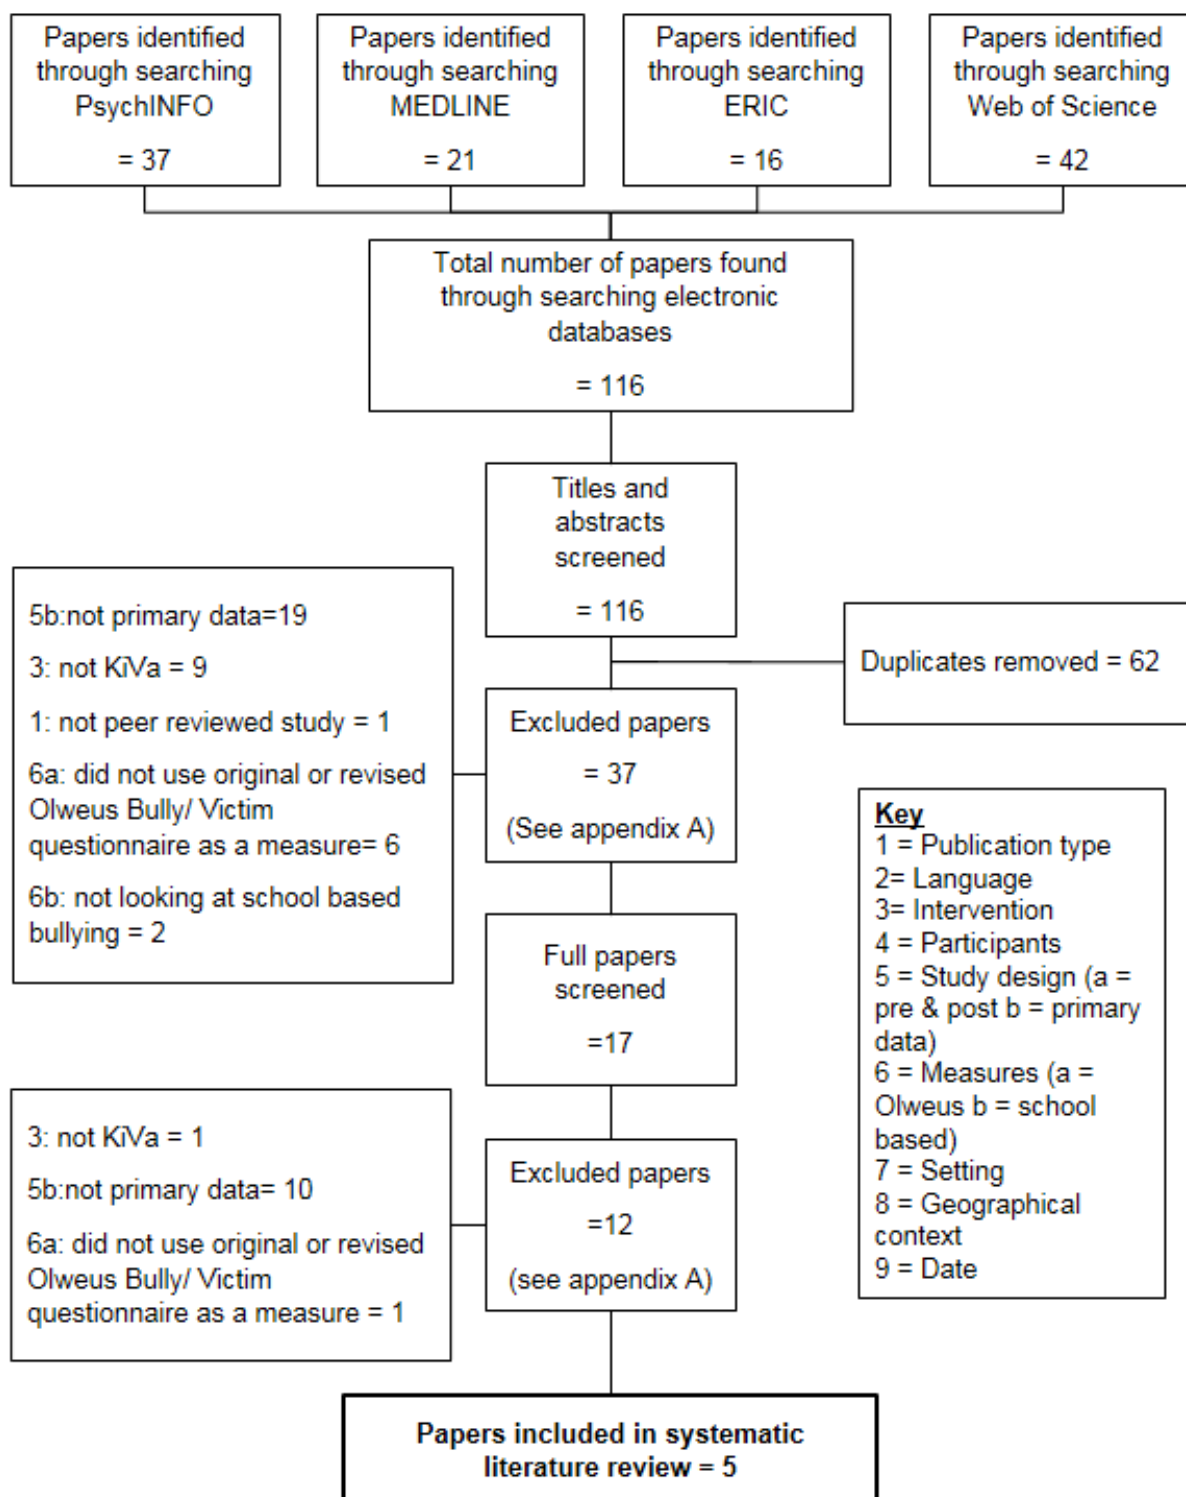 Papers identified
through searching
PsychINFO
= 37
Papers identified
through searching
MEDLINE
= 21
Papers identified
through searching
ERIC
= 16
Papers identified
through searching
Web of Science
= 42
Total number of papers found
through searching electronic
databases
= 116
Titles and
abstracts
screened
= 116
Duplicates removed = 62
5b:not primary data=19
3: not KiVa = 9
1: not peer reviewed study = 1
6a: did not use original or revised
Olweus Bully/ Victim
questionnaire as a measure= 6
6b: not looking at school based
bullying = 2
Excluded papers
= 37
(See appendix A)
Key
1 = Publication type
2= Language
3= Intervention
4 = Participants
5 = Study design (a =
pre & post b = primary
data)
6 = Measures (a =
Olweus b = school
based)
7 = Setting
8 = Geographical
context
9 = Date
Full papers
screened
=17
3: not KiVa = 1
5b:not primary data= 10
6a: did not use original or revised
Olweus Bully/ Victim
questionnaire as a measure = 1
Excluded papers
=12
(see appendix A)
Papers included in systematic
literature review = 5